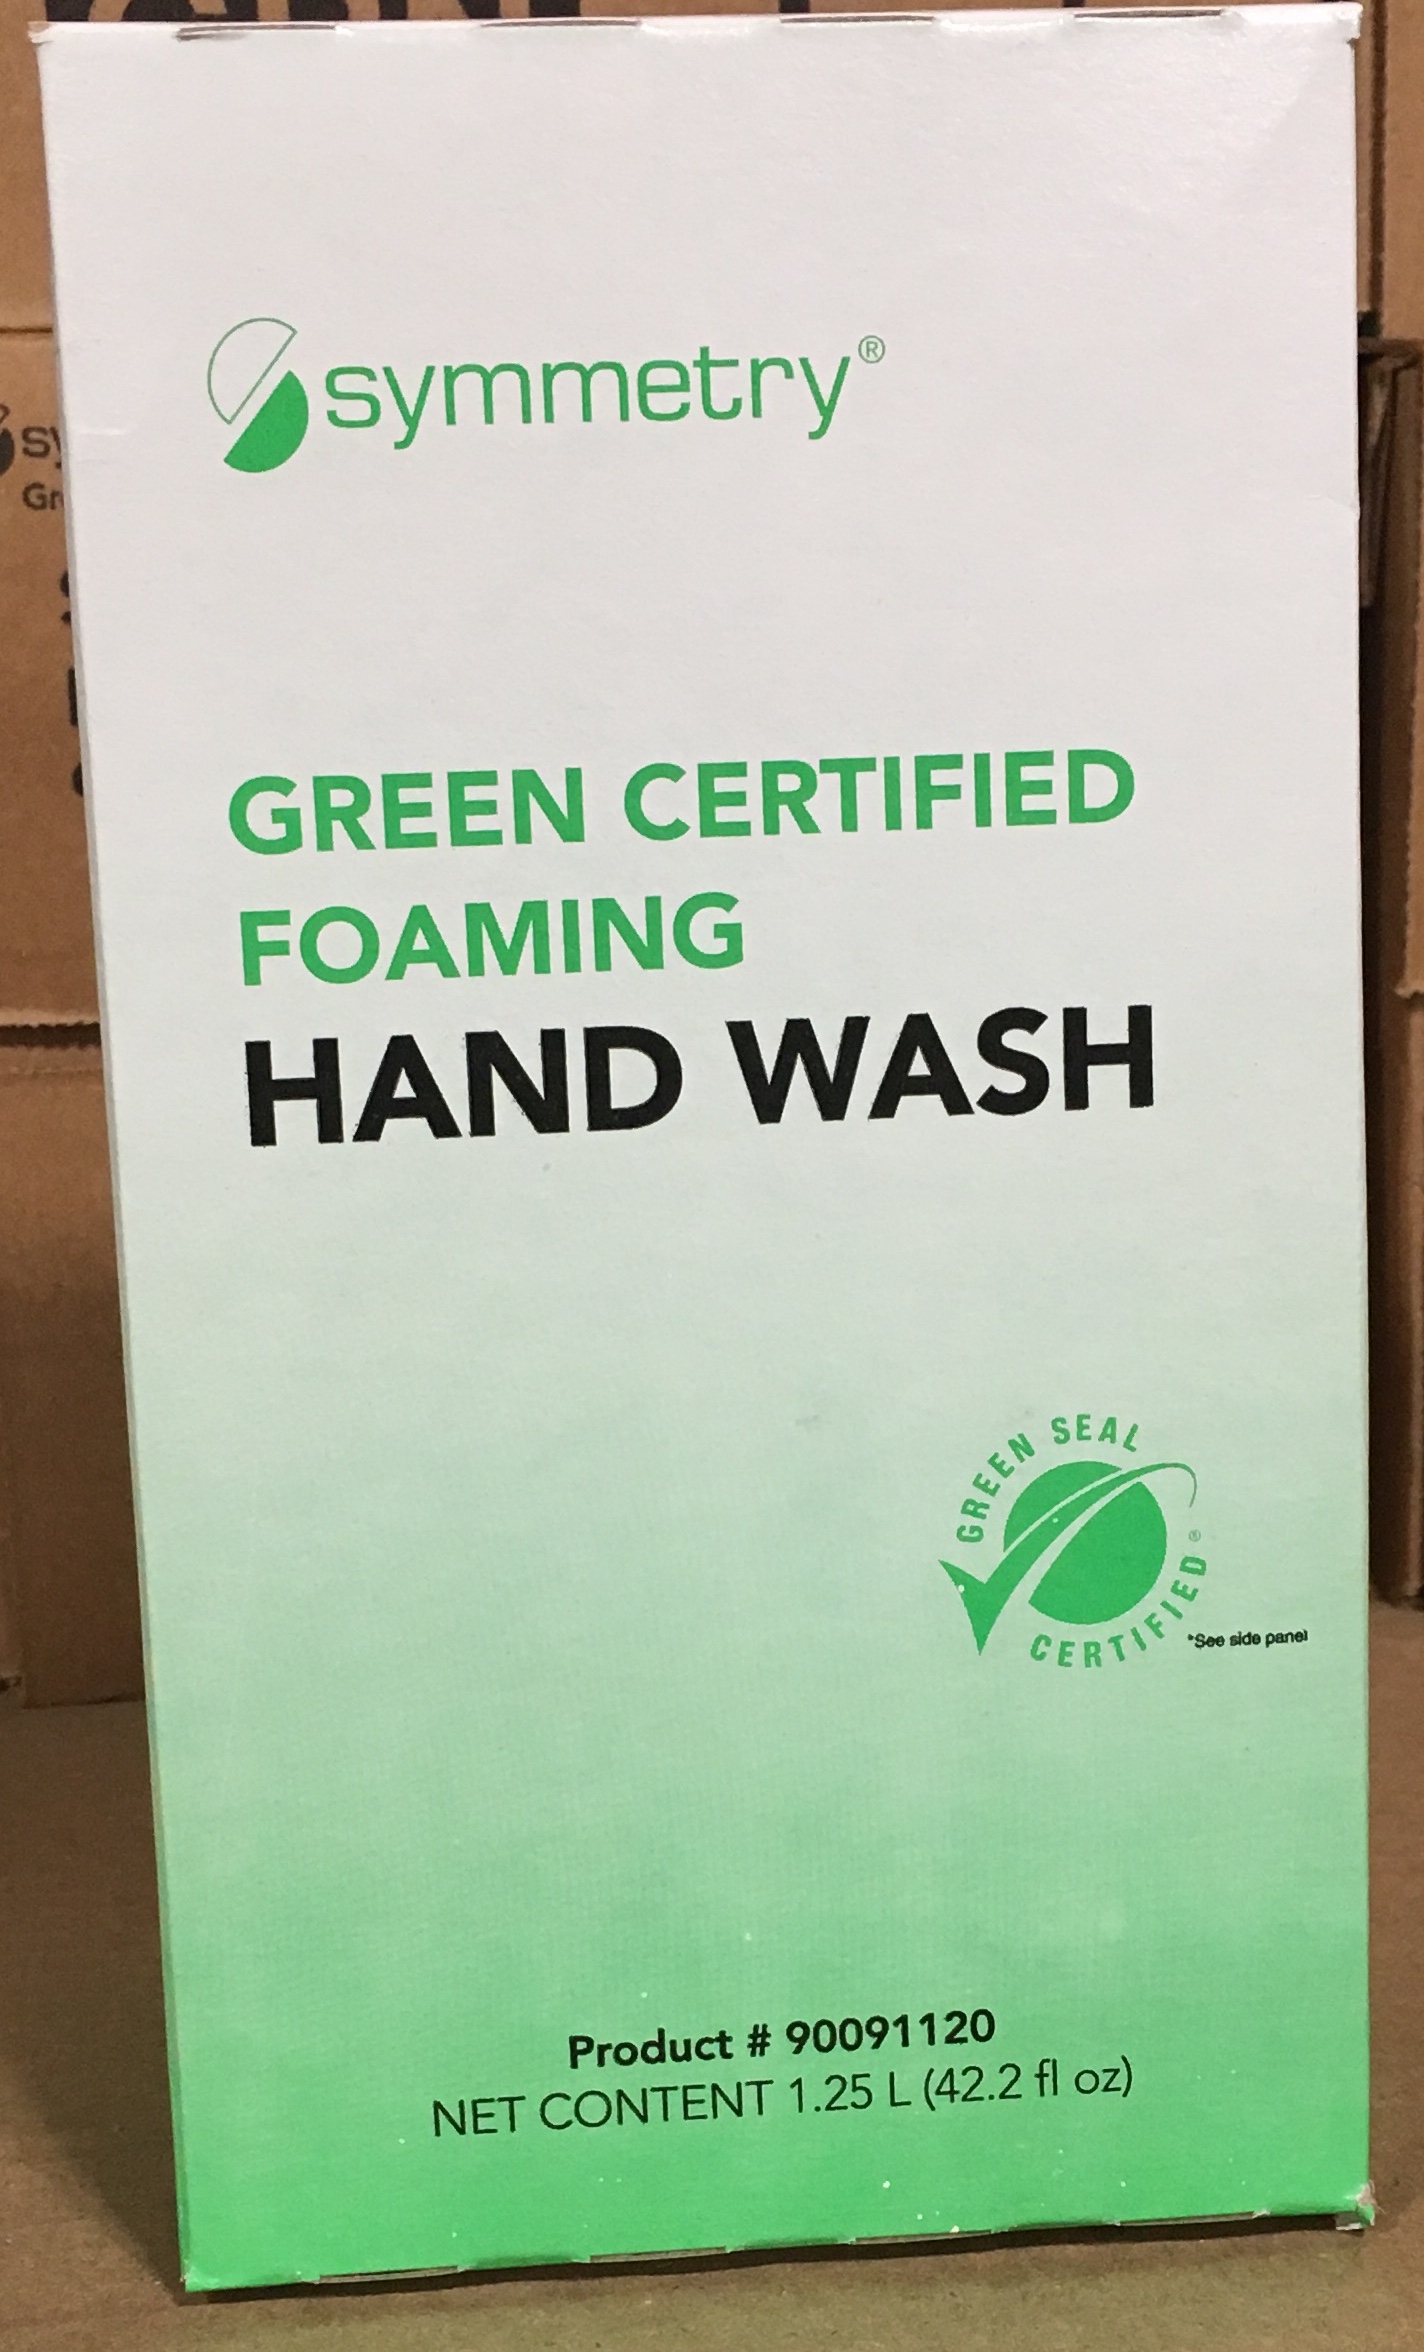 symmetry®
GREEN CERTIFIED
FOAMING
HAND WASH
GREEN SEAL
CERTIFIED®
*See side panel
Product # 90091120
NET CONTENT 1.25 L (42.2 fl oz)